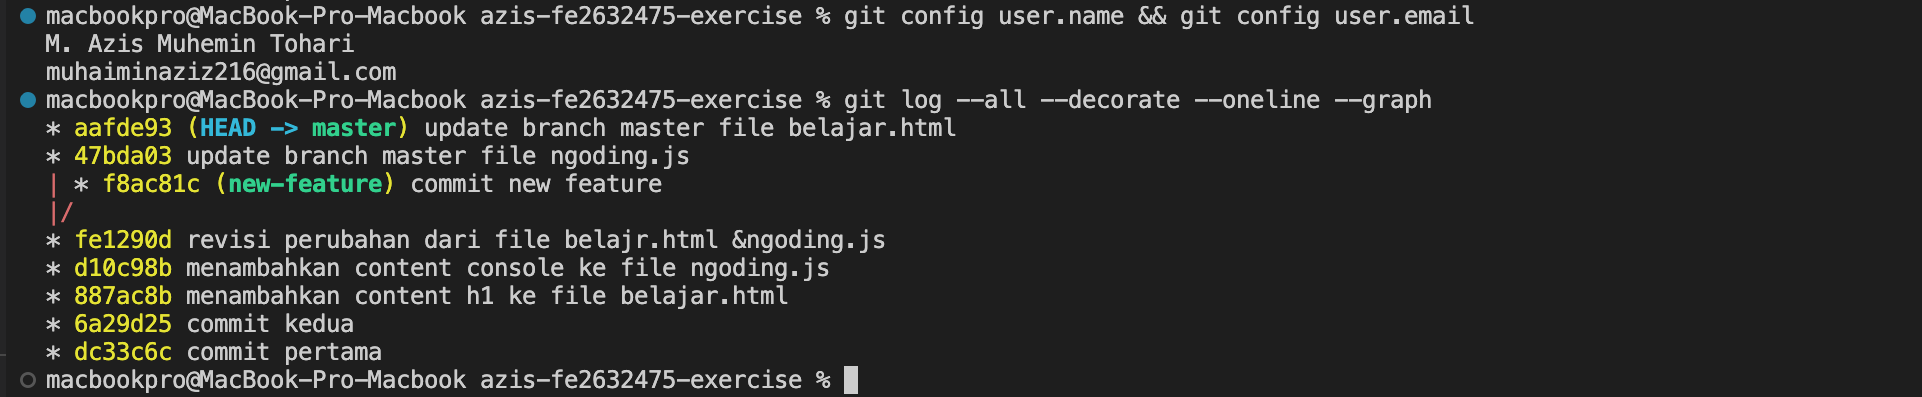 macbookpro@MacBook-Pro-Macbook azis-fe2632475-exercise % git config user.name && git config user.email
M. Azis Muhemin Tohari
muhaiminaziz216@gmail.com
macbookpro@MacBook-Pro-Macbook azis-fe2632475-exercise % git log --all --decorate --oneline --graph
* aafde93 (HEAD -> master) update branch master file belajar.html
* 47bda03 update branch master file ngoding.js
| * f8ac81c (new-feature) commit new feature
|/
* fe1290d revisi perubahan dari file belajr.html &ngoding.js
* d10c98b menambahkan content console ke file ngoding.js
* 887ac8b menambahkan content h1 ke file belajar.html
* 6a29d25 commit kedua
* dc33c6c commit pertama
macbookpro@MacBook-Pro-Macbook azis-fe2632475-exercise %